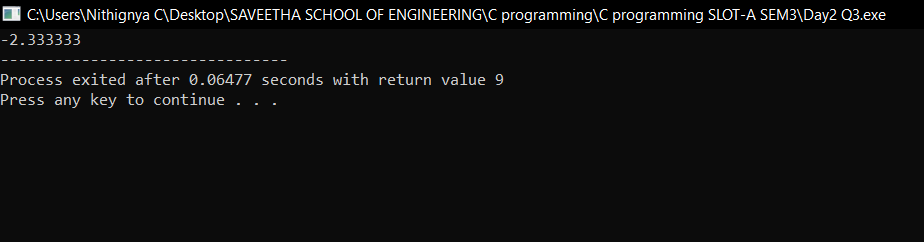 C:\Users\Nithignya C\Desktop\SAVEETHA SCHOOL OF ENGINEERING\C programming\C programming SLOT-A SEM3\Day2 Q3.exe
-2.333333
--------------------------------
Process exited after 0.06477 seconds with return value 9
Press any key to continue . . .